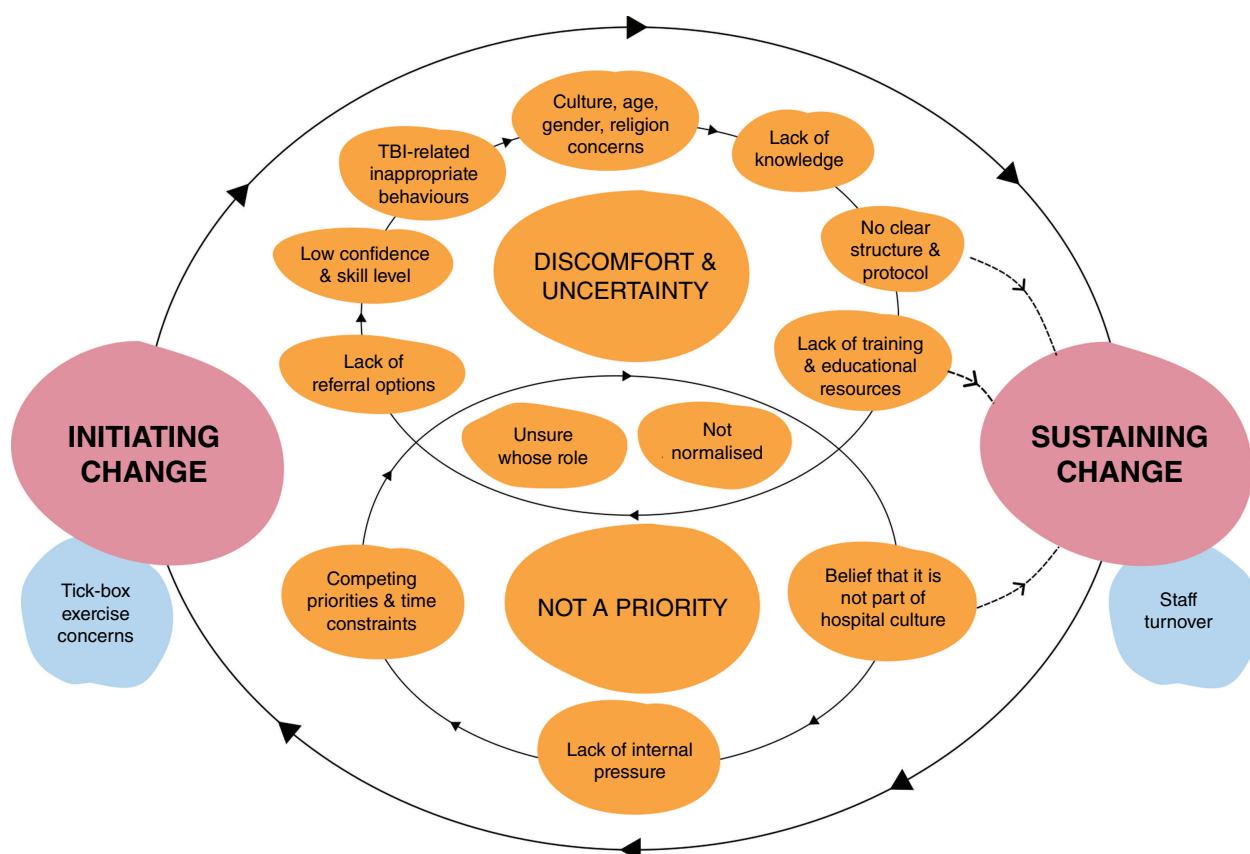 Culture, age,
gender, religion
concerns
Lack of
knowledge
TBI-related
inappropriate
behaviours
No clear
structure &
protocol
Low confidence
& skill level
DISCOMFORT &
UNCERTAINTY
Lack of training
& educational
resources
Lack of
referral options
Unsure
whose role
Not
normalised
INITIATING
CHANGE
SUSTAINING
CHANGE
Tick-box
exercise
concerns
Competing
priorities & time
constraints
NOT A PRIORITY
Belief that it is
not part of
hospital culture
Staff
turnover
Lack of internal
pressure